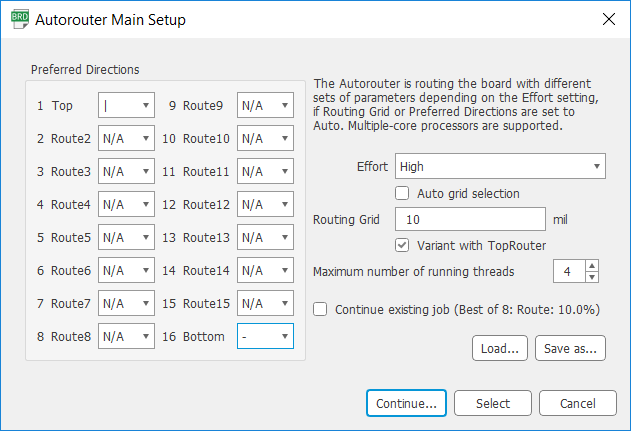 BRD Autorouter Main Setup
Preferred Directions
1 Top | 9 Route9 N/A
2 Route2 N/A 10 Route10 N/A
3 Route3 N/A 11 Route11 N/A
4 Route4 N/A 12 Route12 N/A
5 Route5 N/A 13 Route13 N/A
6 Route6 N/A 14 Route14 N/A
7 Route7 N/A 15 Route15 N/A
8 Route8 N/A 16 Bottom -
The Autorouter is routing the board with different
sets of parameters depending on the Effort setting,
if Routing Grid or Preferred Directions are set to
Auto. Multiple-core processors are supported.
Effort High
Auto grid selection
Routing Grid 10 mil
Variant with TopRouter
Maximum number of running threads 4
Continue existing job (Best of 8: Route: 10.0%)
Load... Save as...
Continue... Select Cancel